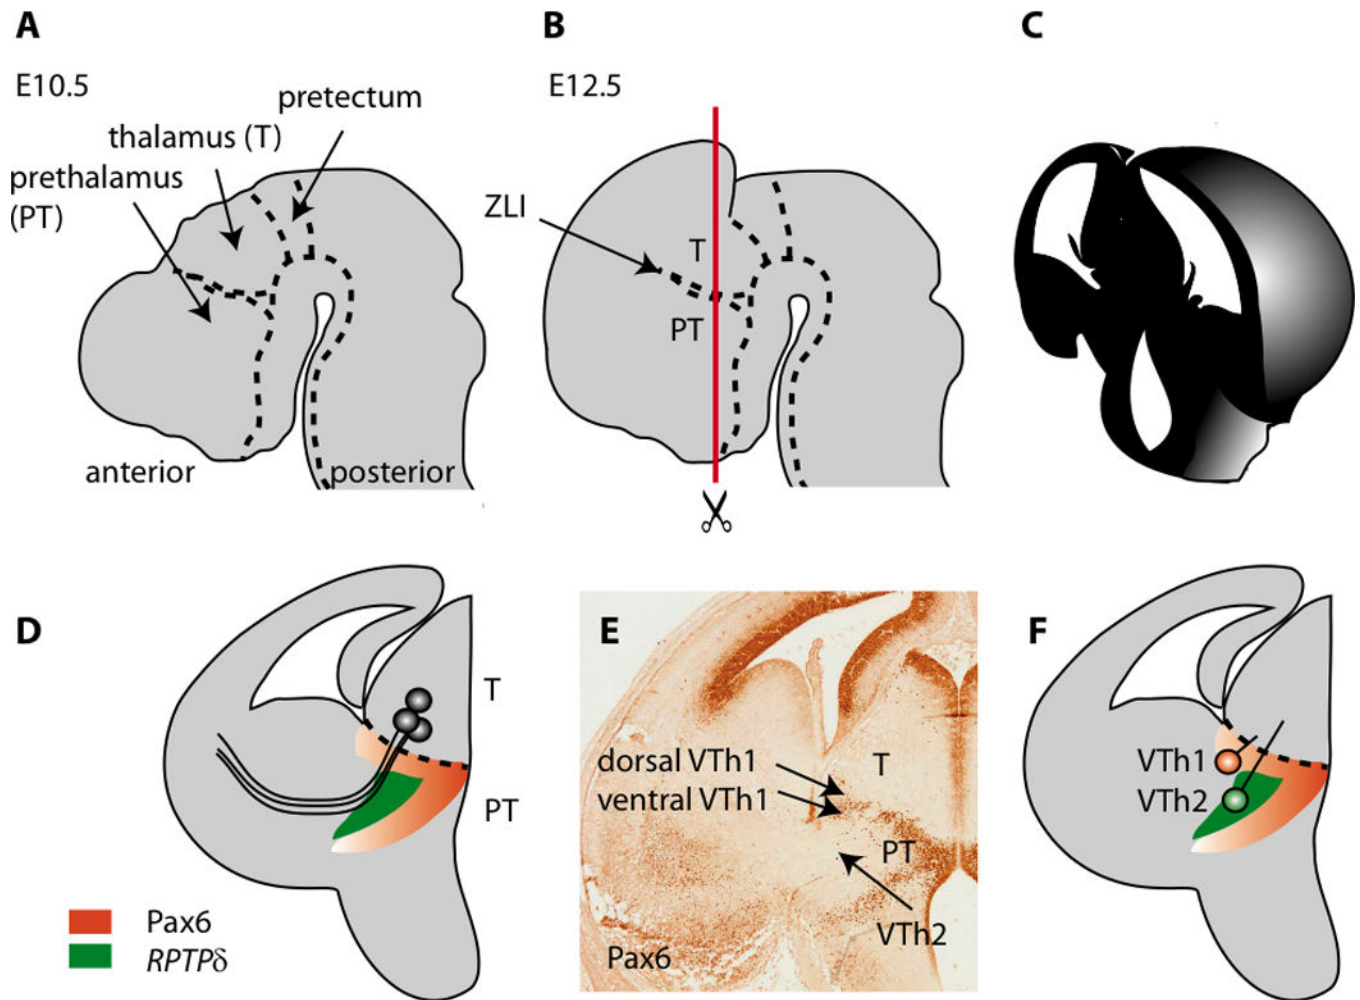 A
B
C
E10.5
E12.5
pretectum
thalamus (T)
prethalamus
(PT)
ZLI
T
PT
anterior
posterior
D
E
F
T
PT
Pax6
RPTPδ
dorsal VTh1
ventral VTh1
T
PT
VTh2
Pax6
VTh1
VTh2